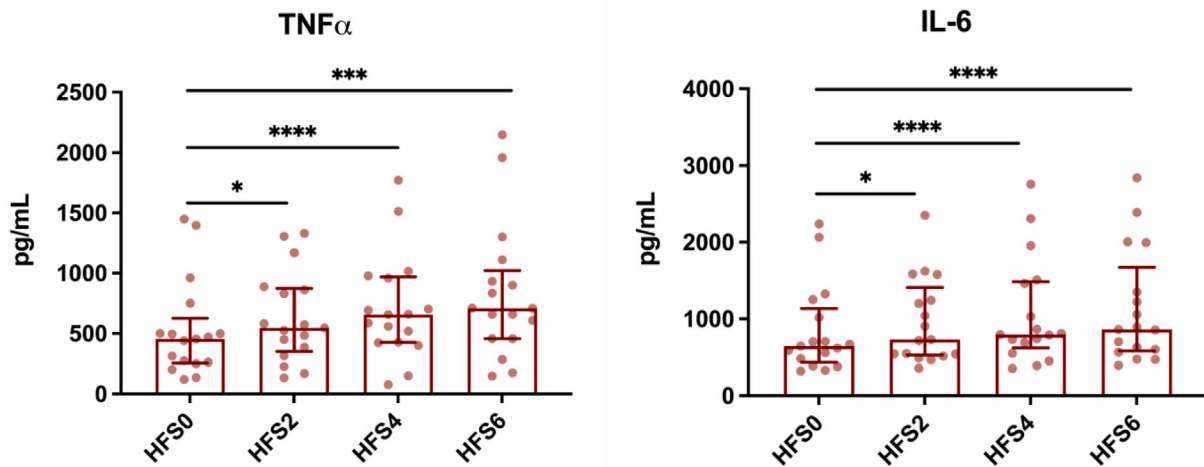 TNFα
pg/mL
2500
2000
1500
1000
500
0
***
****
*
HFS0
HFS2
HFS4
HFS6
IL-6
pg/mL
4000
3000
2000
1000
0
****
****
*
HFS0
HFS2
HFS4
HFS6